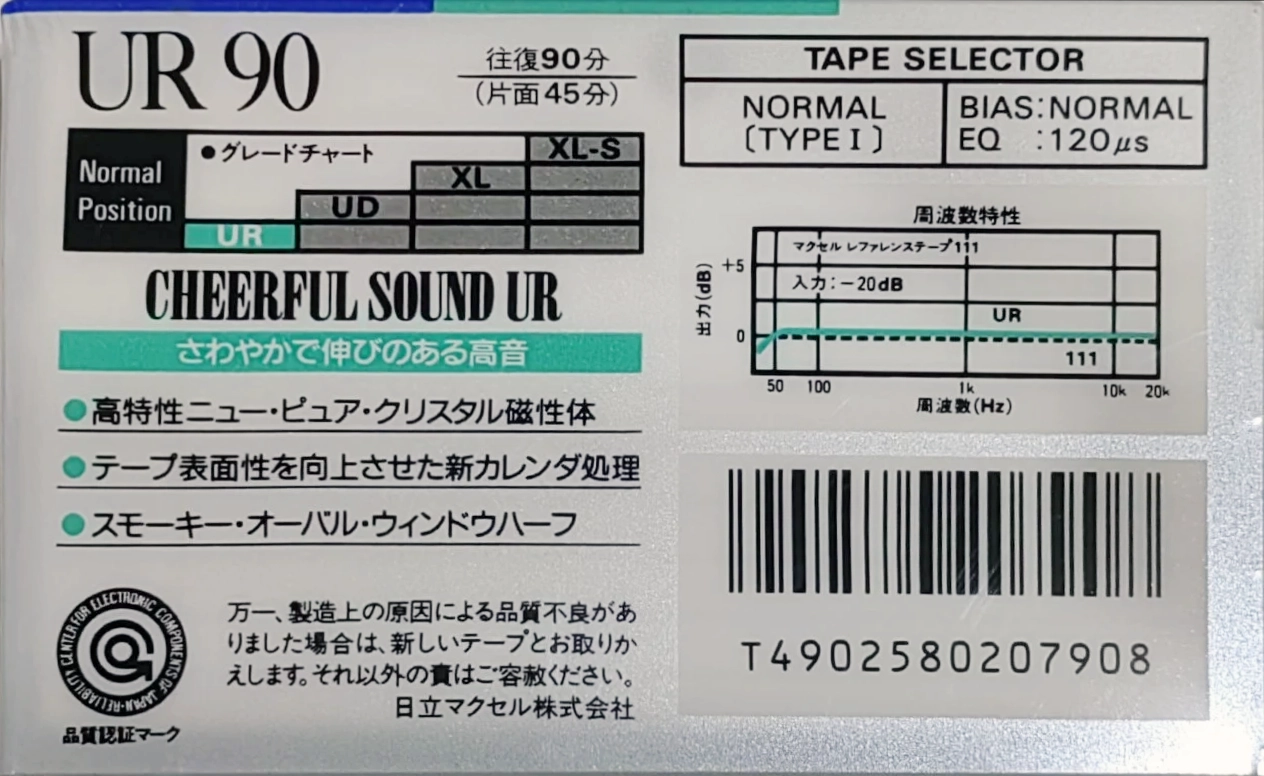 UR 90
往復90分
(片面45分)
Normal
Position
●グレードチャート
XL-S
XL
UD
UR
CHEERFUL SOUND UR
さわやかで伸びのある高音
●高特性ニュー・ピュア・クリスタル磁性体
●テープ表面性を向上させた新カレンダ処理
●スモーキー・オーバル・ウィンドウハーフ
RELIABILITY CENTER FOR ELECTRONIC COMPONENTS OF JAPAN
品質認証マーク
万一、製造上の原因による品質不良があ
りました場合は、新しいテープとお取りか
えします。それ以外の責はご容赦ください。
日立マクセル株式会社
TAPE SELECTOR
NORMAL
〔TYPE I〕
BIAS:NORMAL
EQ :120μs
周波数特性
マクセル レファレンステープ111
入力:-20dB
出力(dB)
+5
0
UR
111
50 100 1k 10k 20k
周波数(Hz)
T4902580207908